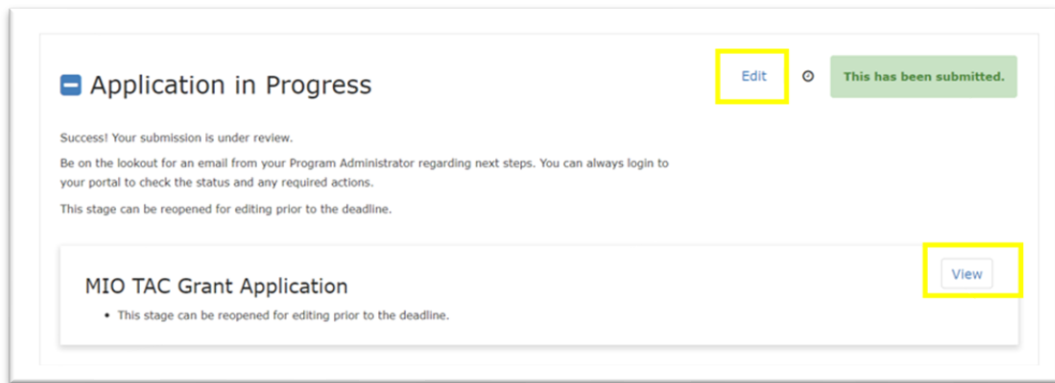 Application in Progress
Edit
This has been submitted.
Success! Your submission is under review.
Be on the lookout for an email from your Program Administrator regarding next steps. You can always login to
your portal to check the status and any required actions.
This stage can be reopened for editing prior to the deadline.
MIO TAC Grant Application
View
• This stage can be reopened for editing prior to the deadline.